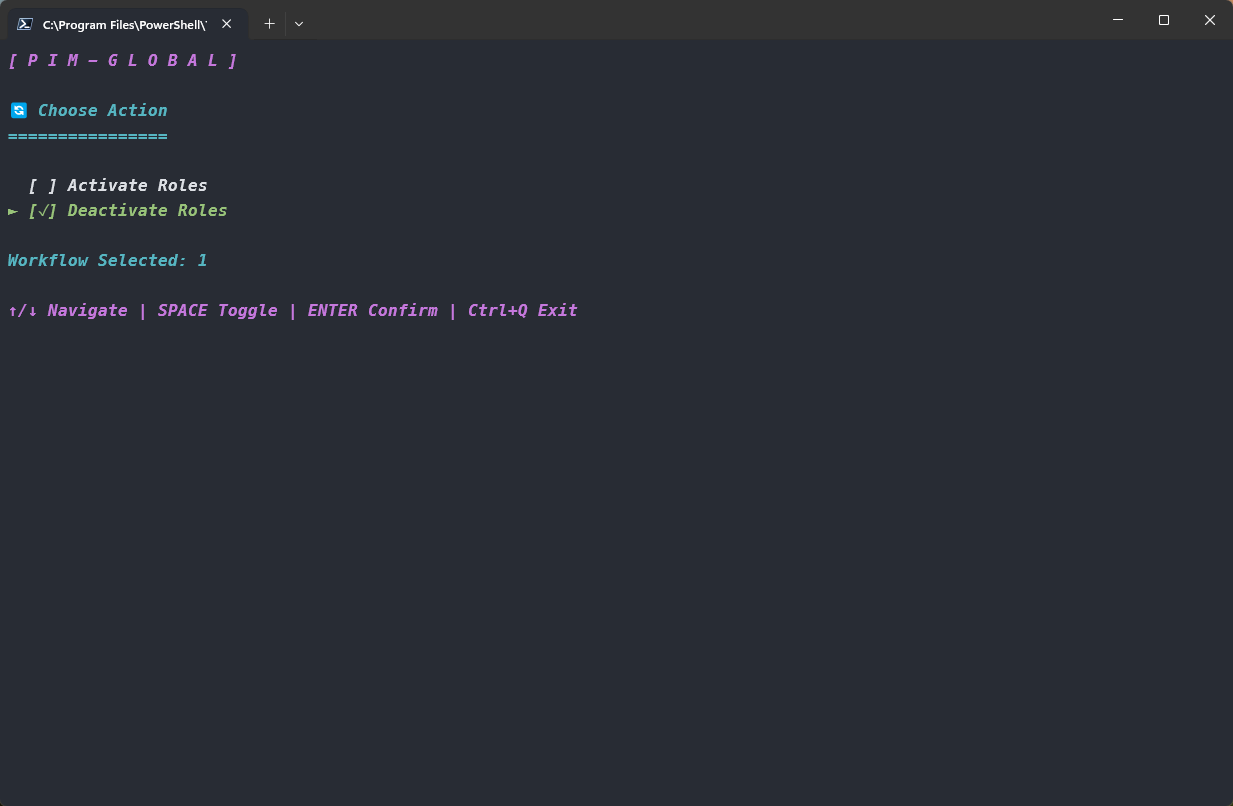 C:\Program Files\PowerShell\
[ P I M – G L O B A L ]
Choose Action
================
[ ] Activate Roles
► [√] Deactivate Roles
Workflow Selected: 1
↑/↓ Navigate | SPACE Toggle | ENTER Confirm | Ctrl+Q Exit